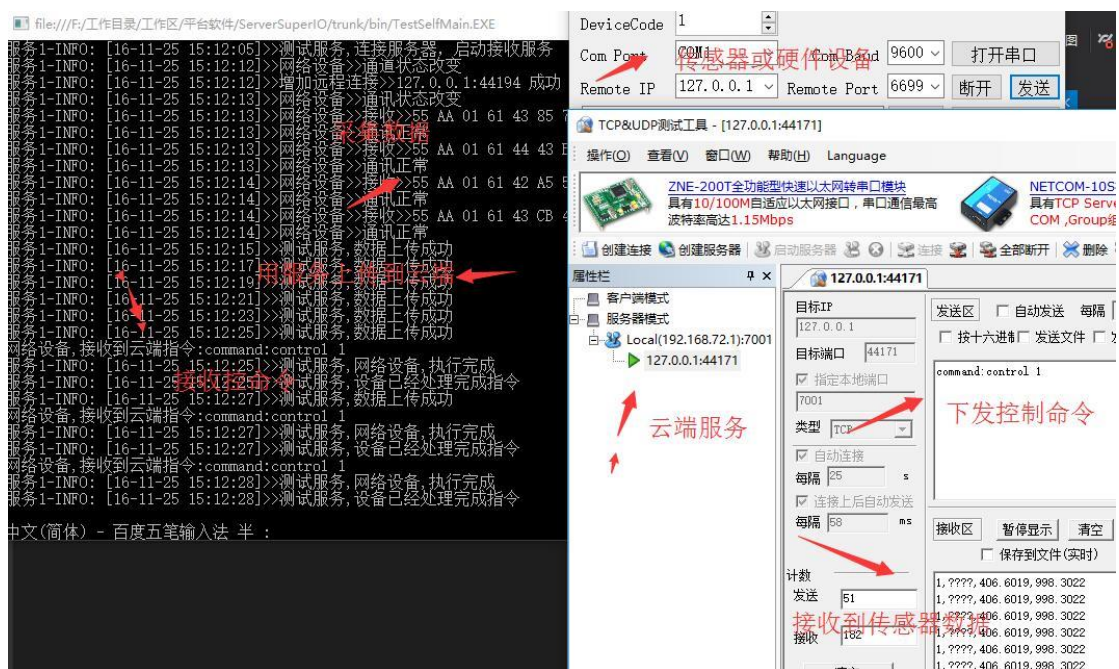 file:///F:/工作目录/工作区/平台软件/ServerSuperIO/trunk/bin/TestSelfMain.EXE
服务1-INFO: [16-11-25 15:12:05]>>测试服务,连接服务器, 启动接收服务
服务1-INFO: [16-11-25 15:12:12]>>网络设备>>通道状态改变
服务1-INFO: [16-11-25 15:12:12]>>增加远程连接>>127.0.0.1:44194 成功
服务1-INFO: [16-11-25 15:12:13]>>网络设备>>通讯状态改变
服务1-INFO: [16-11-25 15:12:13]>>网络设备>>接收>>55 AA 01 61 43 85
服务1-INFO: [16-11-25 15:12:13]>>网络设备>>通讯正常
服务1-INFO: [16-11-25 15:12:13]>>网络设备>>接收>>55 AA 01 61 44 43
服务1-INFO: [16-11-25 15:12:13]>>网络设备>>通讯正常
服务1-INFO: [16-11-25 15:12:14]>>网络设备>>接收>>55 AA 01 61 42 A5
服务1-INFO: [16-11-25 15:12:14]>>网络设备>>通讯正常
服务1-INFO: [16-11-25 15:12:14]>>网络设备>>接收>>55 AA 01 61 43 CB
服务1-INFO: [16-11-25 15:12:14]>>网络设备>>通讯正常
服务1-INFO: [16-11-25 15:12:15]>>测试服务,数据上传成功
服务1-INFO: [16-11-25 15:12:17]>>测试服务,数据上传成功
服务1-INFO: [16-11-25 15:12:19]>>测试服务,数据上传成功
服务1-INFO: [16-11-25 15:12:21]>>测试服务,数据上传成功
服务1-INFO: [16-11-25 15:12:23]>>测试服务,数据上传成功
服务1-INFO: [16-11-25 15:12:25]>>测试服务,数据上传成功
网络设备,接收到云端指令:command:control 1
服务1-INFO: [16-11-25 15:12:25]>>测试服务,网络设备,执行完成
服务1-INFO: [16-11-25 15:12:25]>>测试服务,设备已经处理完成指令
服务1-INFO: [16-11-25 15:12:27]>>测试服务,数据上传成功
网络设备,接收到云端指令:command:control 1
服务1-INFO: [16-11-25 15:12:27]>>测试服务,网络设备,执行完成
服务1-INFO: [16-11-25 15:12:27]>>测试服务,设备已经处理完成指令
网络设备,接收到云端指令:command:control 1
服务1-INFO: [16-11-25 15:12:28]>>测试服务,网络设备,执行完成
服务1-INFO: [16-11-25 15:12:28]>>测试服务,设备已经处理完成指令
中文(简体) - 百度五笔输入法 半 :
采集数据
用服务上传到云端
接收控命令
DeviceCode 1
Com Port COM1 Com Band 9600 打开串口
传感器或硬件设备
Remote IP 127.0.0.1 Remote Port 6699 断开 发送
图
TCP&UDP测试工具 - [127.0.0.1:44171]
操作(O) 查看(V) 窗口(W) 帮助(H) Language
ZNE-200T全功能型快速以太网转串口模块
具有10/100M自适应以太网接口，串口通信最高
波特率高达1.15Mbps
NETCOM-10S
具有TCP Serve
COM ,Group组
创建连接 创建服务器 启动服务器 连接 全部断开 删除
属性栏
客户端模式
服务器模式
Local(192.168.72.1):7001
127.0.0.1:44171
云端服务
127.0.0.1:44171
目标IP
127.0.0.1
目标端口 44171
指定本地端口
7001
类型 TCP
自动连接
每隔 25 s
连接上后自动发送
每隔 58 ms
计数
发送 51
接收 182
发送区 自动发送 每隔
按十六进制 发送文件
command:control 1
下发控制命令
接收区 暂停显示 清空
保存到文件(实时)
1,????,406.6019,998.3022
1,????,406.6019,998.3022
1,????,406.6019,998.3022
1,????,406.6019,998.3022
1,????,406.6019,998.3022
1,????,406.6019,998.3022
接收到传感器数据